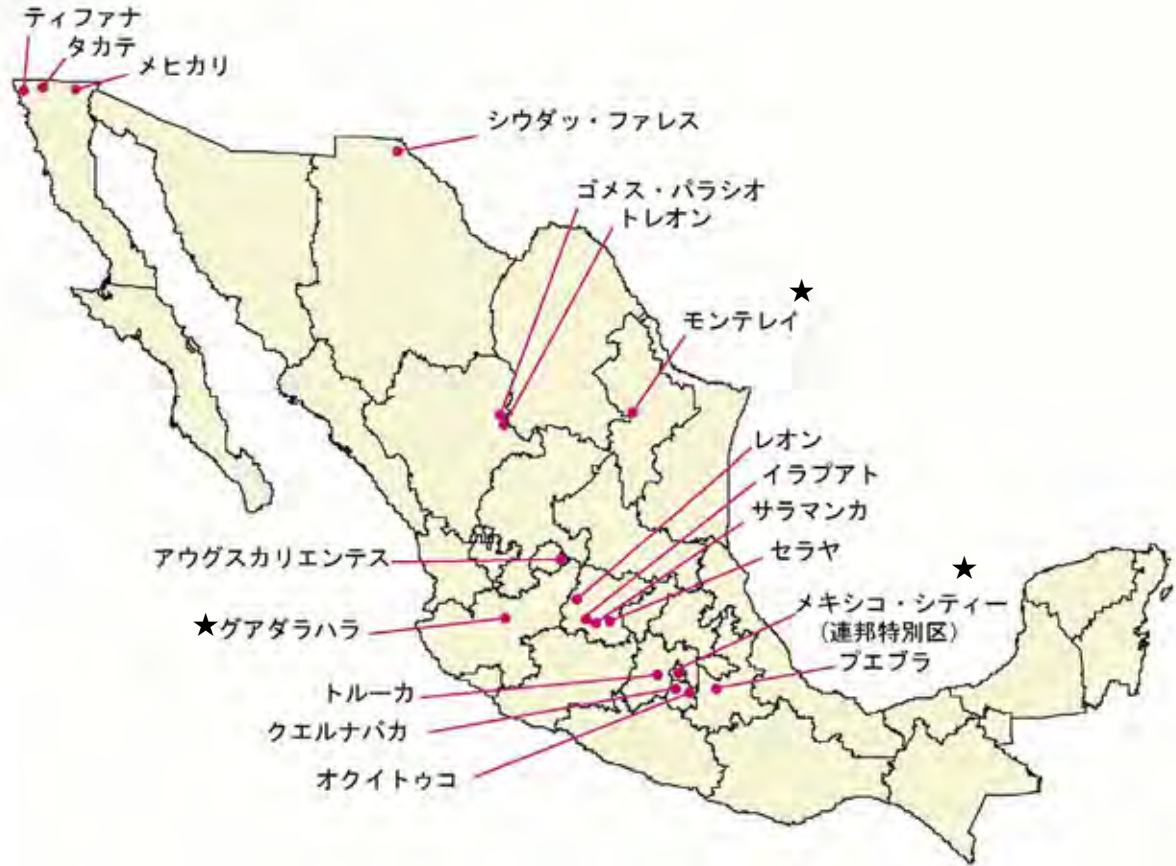 ティファナ
タカテ
メヒカリ
シウダッ・ファレス
ゴメス・パラシオ
トレオン
★
モンテレイ
レオン
イラプアト
サラマンカ
セラヤ
アウグスカリエンテス
★
メキシコ・シティー
（連邦特別区）
★グアダラハラ
プエブラ
トルーカ
クエルナバカ
オクイトゥコ